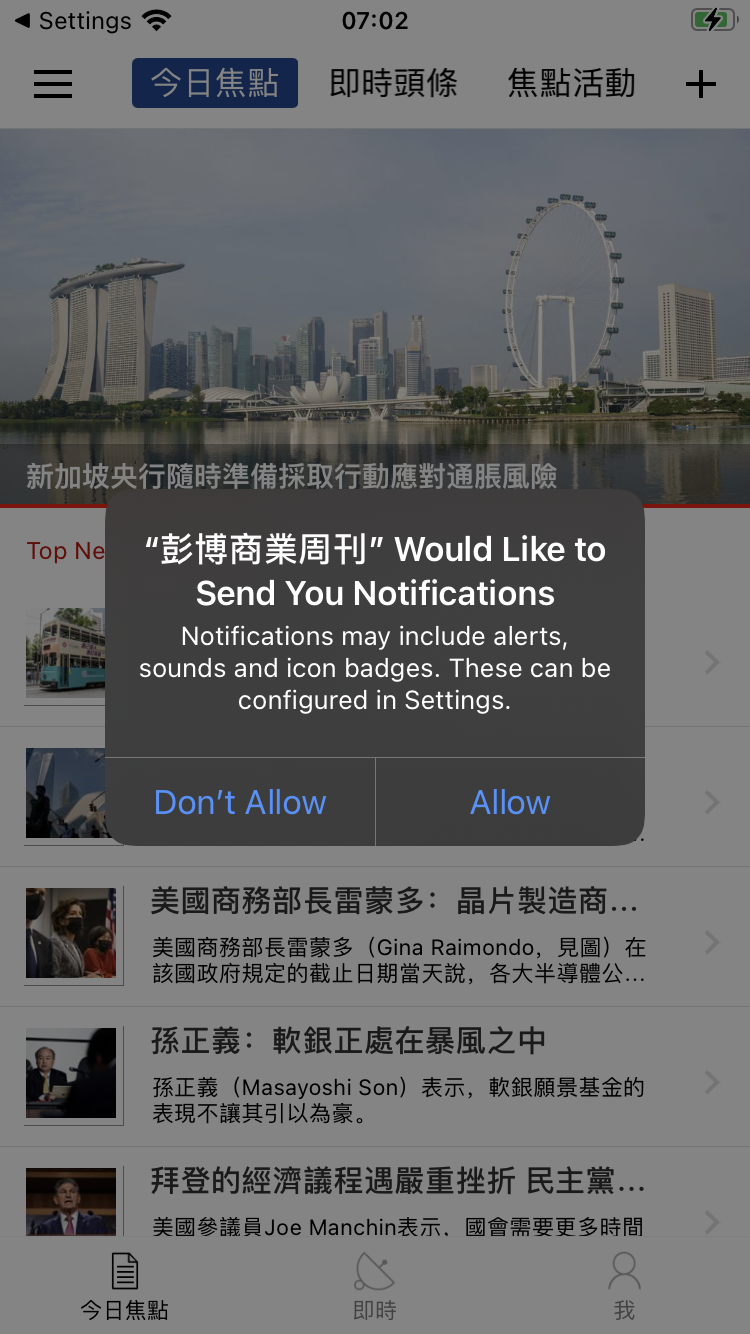 Settings
07:02
今日焦點
即時頭條
焦點活動
新加坡央行隨時準備採取行動應對通脹風險
Top Ne
“彭博商業周刊” Would Like to
Send You Notifications
Notifications may include alerts,
sounds and icon badges. These can be
configured in Settings.
Don’t Allow
Allow
美國商務部長雷蒙多：晶片製造商...
美國商務部長雷蒙多（Gina Raimondo，見圖）在
該國政府規定的截止日期當天說，各大半導體公...
孫正義：軟銀正處在暴風之中
孫正義（Masayoshi Son）表示，軟銀願景基金的
表現不讓其引以為豪。
拜登的經濟議程遇嚴重挫折 民主黨...
美國參議員Joe Manchin表示，國會需要更多時間
今日焦點
即時
我